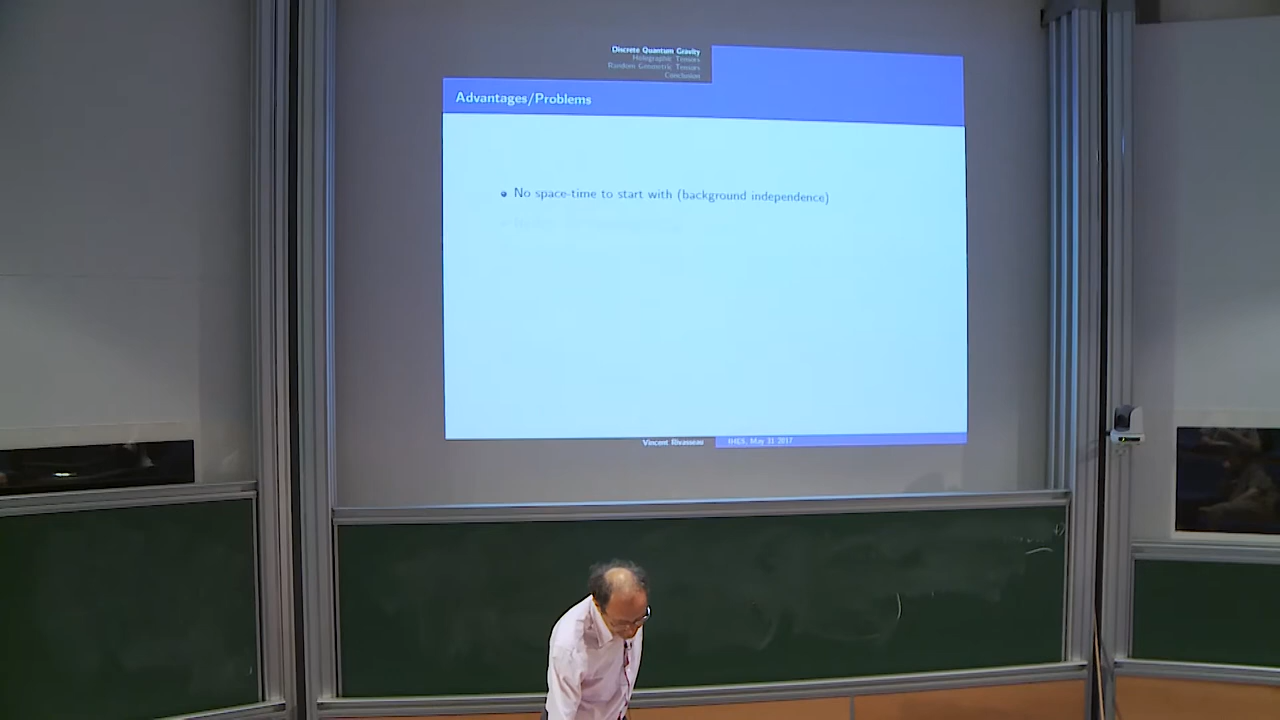 Discrete Quantum Gravity
Holographic Tensors
Random Geometric Tensors
Conclusion
Advantages/Problems
No space-time to start with (background independence)
Vincent Rivasseau
IHES, May 31 2017